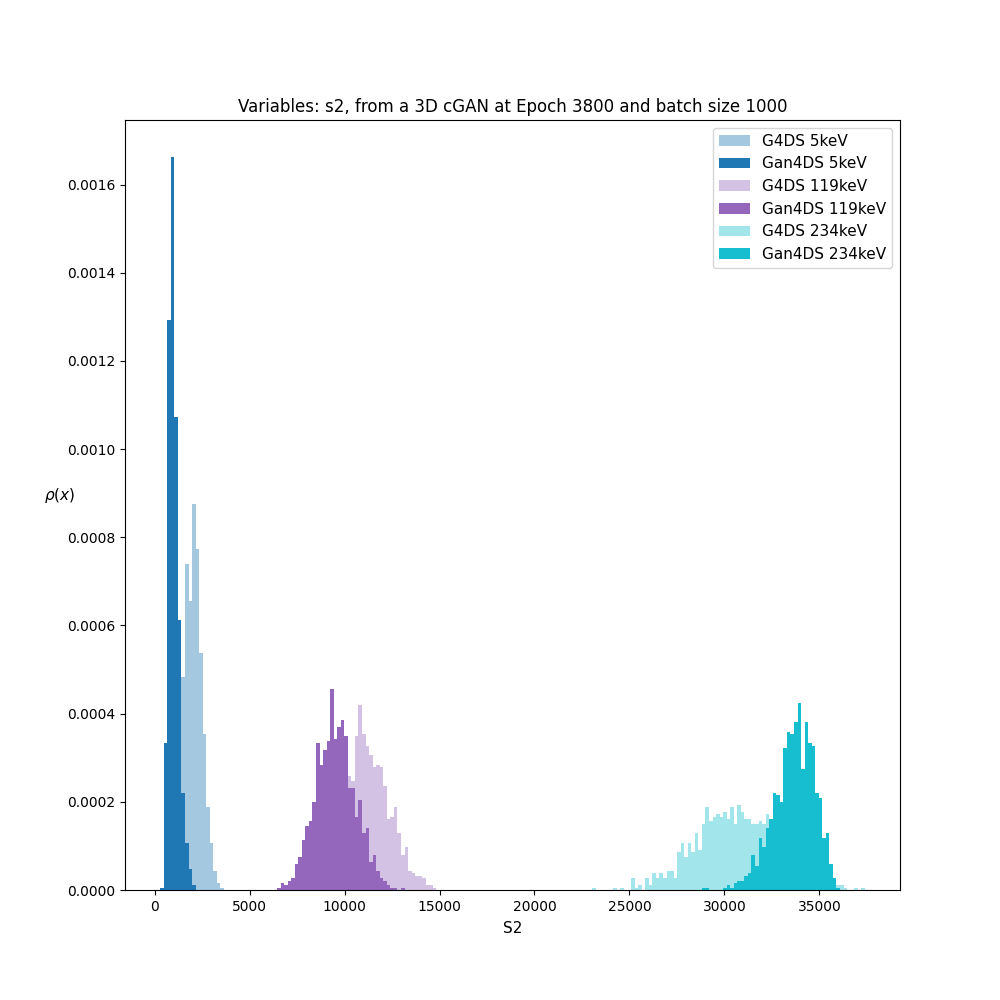 Variables: s2, from a 3D cGAN at Epoch 3800 and batch size 1000
G4DS 5keV
Gan4DS 5keV
G4DS 119keV
Gan4DS 119keV
G4DS 234keV
Gan4DS 234keV
0.0016
0.0014
0.0012
0.0010
ρ(x)
0.0008
0.0006
0.0004
0.0002
0.0000
0 5000 10000 15000 20000 25000 30000 35000
S2